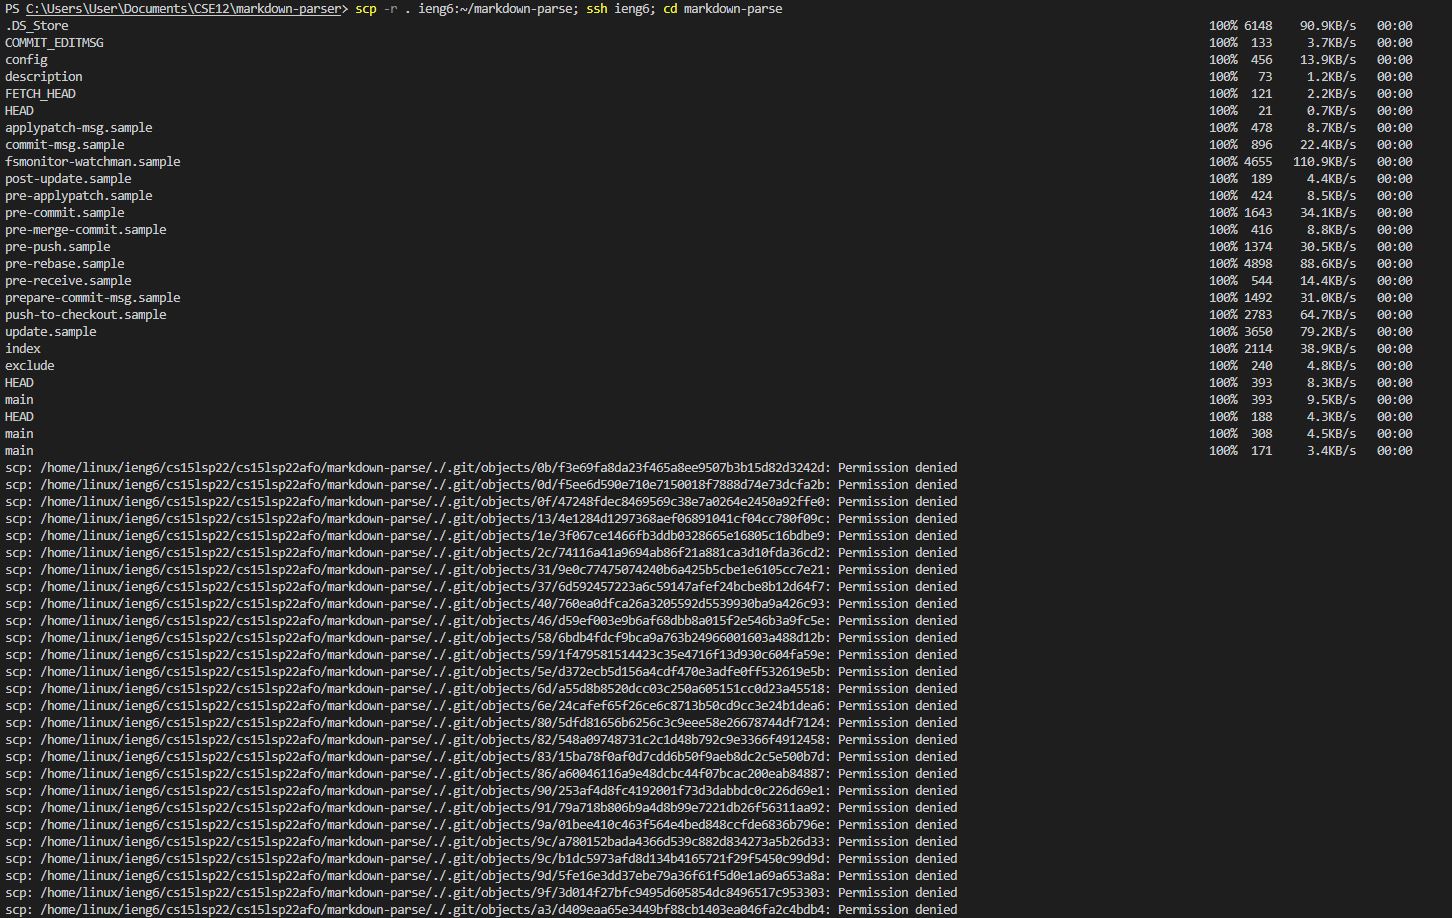 PS C:\Users\User\Documents\CSE12\markdown-parser> scp -r . ieng6:~/markdown-parse; ssh ieng6; cd markdown-parse
.DS_Store 100% 6148 90.9KB/s 00:00
COMMIT_EDITMSG 100% 133 3.7KB/s 00:00
config 100% 456 13.9KB/s 00:00
description 100% 73 1.2KB/s 00:00
FETCH_HEAD 100% 121 2.2KB/s 00:00
HEAD 100% 21 0.7KB/s 00:00
applypatch-msg.sample 100% 478 8.7KB/s 00:00
commit-msg.sample 100% 896 22.4KB/s 00:00
fsmonitor-watchman.sample 100% 4655 110.9KB/s 00:00
post-update.sample 100% 189 4.4KB/s 00:00
pre-applypatch.sample 100% 424 8.5KB/s 00:00
pre-commit.sample 100% 1643 34.1KB/s 00:00
pre-merge-commit.sample 100% 416 8.8KB/s 00:00
pre-push.sample 100% 1374 30.5KB/s 00:00
pre-rebase.sample 100% 4898 88.6KB/s 00:00
pre-receive.sample 100% 544 14.4KB/s 00:00
prepare-commit-msg.sample 100% 1492 31.0KB/s 00:00
push-to-checkout.sample 100% 2783 64.7KB/s 00:00
update.sample 100% 3650 79.2KB/s 00:00
index 100% 2114 38.9KB/s 00:00
exclude 100% 240 4.8KB/s 00:00
HEAD 100% 393 8.3KB/s 00:00
main 100% 393 9.5KB/s 00:00
HEAD 100% 188 4.3KB/s 00:00
main 100% 308 4.5KB/s 00:00
main 100% 171 3.4KB/s 00:00
scp: /home/linux/ieng6/cs15lsp22/cs15lsp22afo/markdown-parse/./.git/objects/0b/f3e69fa8da23f465a8ee9507b3b15d82d3242d: Permission denied
scp: /home/linux/ieng6/cs15lsp22/cs15lsp22afo/markdown-parse/./.git/objects/0d/f5ee6d590e710e7150018f7888d74e73dcfa2b: Permission denied
scp: /home/linux/ieng6/cs15lsp22/cs15lsp22afo/markdown-parse/./.git/objects/0f/47248fdec8469569c38e7a0264e2450a92ffe0: Permission denied
scp: /home/linux/ieng6/cs15lsp22/cs15lsp22afo/markdown-parse/./.git/objects/13/4e1284d1297368aef06891041cf04cc780f09c: Permission denied
scp: /home/linux/ieng6/cs15lsp22/cs15lsp22afo/markdown-parse/./.git/objects/1e/3f067ce1466fb3ddb0328665e16805c16bdbe9: Permission denied
scp: /home/linux/ieng6/cs15lsp22/cs15lsp22afo/markdown-parse/./.git/objects/2c/74116a41a9694ab86f21a881ca3d10fda36cd2: Permission denied
scp: /home/linux/ieng6/cs15lsp22/cs15lsp22afo/markdown-parse/./.git/objects/31/9e0c77475074240b6a425b5cbe1e6105cc7e21: Permission denied
scp: /home/linux/ieng6/cs15lsp22/cs15lsp22afo/markdown-parse/./.git/objects/37/6d592457223a6c59147afef24bcbe8b12d64f7: Permission denied
scp: /home/linux/ieng6/cs15lsp22/cs15lsp22afo/markdown-parse/./.git/objects/40/760ea0dfca26a3205592d5539930ba9a426c93: Permission denied
scp: /home/linux/ieng6/cs15lsp22/cs15lsp22afo/markdown-parse/./.git/objects/46/d59ef003e9b6af68dbb8a015f2e546b3a9fc5e: Permission denied
scp: /home/linux/ieng6/cs15lsp22/cs15lsp22afo/markdown-parse/./.git/objects/58/6bdb4fdcf9bca9a763b24966001603a488d12b: Permission denied
scp: /home/linux/ieng6/cs15lsp22/cs15lsp22afo/markdown-parse/./.git/objects/59/1f479581514423c35e4716f13d930c604fa59e: Permission denied
scp: /home/linux/ieng6/cs15lsp22/cs15lsp22afo/markdown-parse/./.git/objects/5e/d372ecb5d156a4cdf470e3adfe0ff532619e5b: Permission denied
scp: /home/linux/ieng6/cs15lsp22/cs15lsp22afo/markdown-parse/./.git/objects/6d/a55d8b8520dcc03c250a605151cc0d23a45518: Permission denied
scp: /home/linux/ieng6/cs15lsp22/cs15lsp22afo/markdown-parse/./.git/objects/6e/24cafef65f26ce6c8713b50cd9cc3e24b1dea6: Permission denied
scp: /home/linux/ieng6/cs15lsp22/cs15lsp22afo/markdown-parse/./.git/objects/80/5dfd81656b6256c3c9eee58e26678744df7124: Permission denied
scp: /home/linux/ieng6/cs15lsp22/cs15lsp22afo/markdown-parse/./.git/objects/82/548a09748731c2c1d48b792c9e3366f4912458: Permission denied
scp: /home/linux/ieng6/cs15lsp22/cs15lsp22afo/markdown-parse/./.git/objects/83/15ba78f0af0d7cdd6b50f9aeb8dc2c5e500b7d: Permission denied
scp: /home/linux/ieng6/cs15lsp22/cs15lsp22afo/markdown-parse/./.git/objects/86/a60046116a9e48dcbc44f07bcac200eab84887: Permission denied
scp: /home/linux/ieng6/cs15lsp22/cs15lsp22afo/markdown-parse/./.git/objects/90/253af4d8fc4192001f73d3dabbdc0c226d69e1: Permission denied
scp: /home/linux/ieng6/cs15lsp22/cs15lsp22afo/markdown-parse/./.git/objects/91/79a718b806b9a4d8b99e7221db26f56311aa92: Permission denied
scp: /home/linux/ieng6/cs15lsp22/cs15lsp22afo/markdown-parse/./.git/objects/9a/01bee410c463f564e4bed848ccfde6836b796e: Permission denied
scp: /home/linux/ieng6/cs15lsp22/cs15lsp22afo/markdown-parse/./.git/objects/9c/a780152bada4366d539c882d834273a5b26d33: Permission denied
scp: /home/linux/ieng6/cs15lsp22/cs15lsp22afo/markdown-parse/./.git/objects/9c/b1dc5973afd8d134b4165721f29f5450c99d9d: Permission denied
scp: /home/linux/ieng6/cs15lsp22/cs15lsp22afo/markdown-parse/./.git/objects/9d/5fe16e3dd37ebe79a36f61f5d0e1a69a653a8a: Permission denied
scp: /home/linux/ieng6/cs15lsp22/cs15lsp22afo/markdown-parse/./.git/objects/9f/3d014f27bfc9495d605854dc8496517c953303: Permission denied
scp: /home/linux/ieng6/cs15lsp22/cs15lsp22afo/markdown-parse/./.git/objects/a3/d409eaa65e3449bf88cb1403ea046fa2c4bdb4: Permission denied